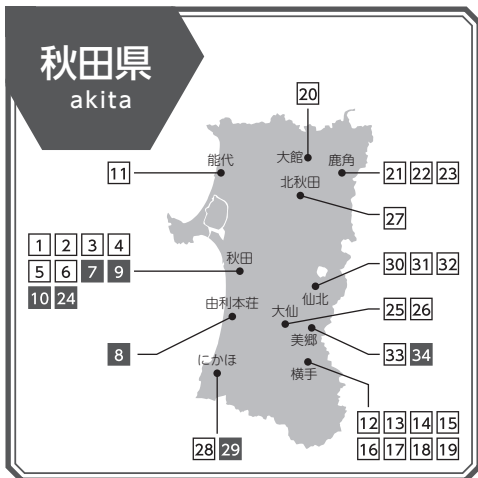 秋田県
akita
20
能代
大館
鹿角
11
21 22 23
北秋田
27
1 2 3 4
5 6 7 9
10 24
秋田
30 31 32
仙北
由利本荘
大仙
25 26
美郷
8
33 34
にかほ
横手
12 13 14 15
16 17 18 19
28 29